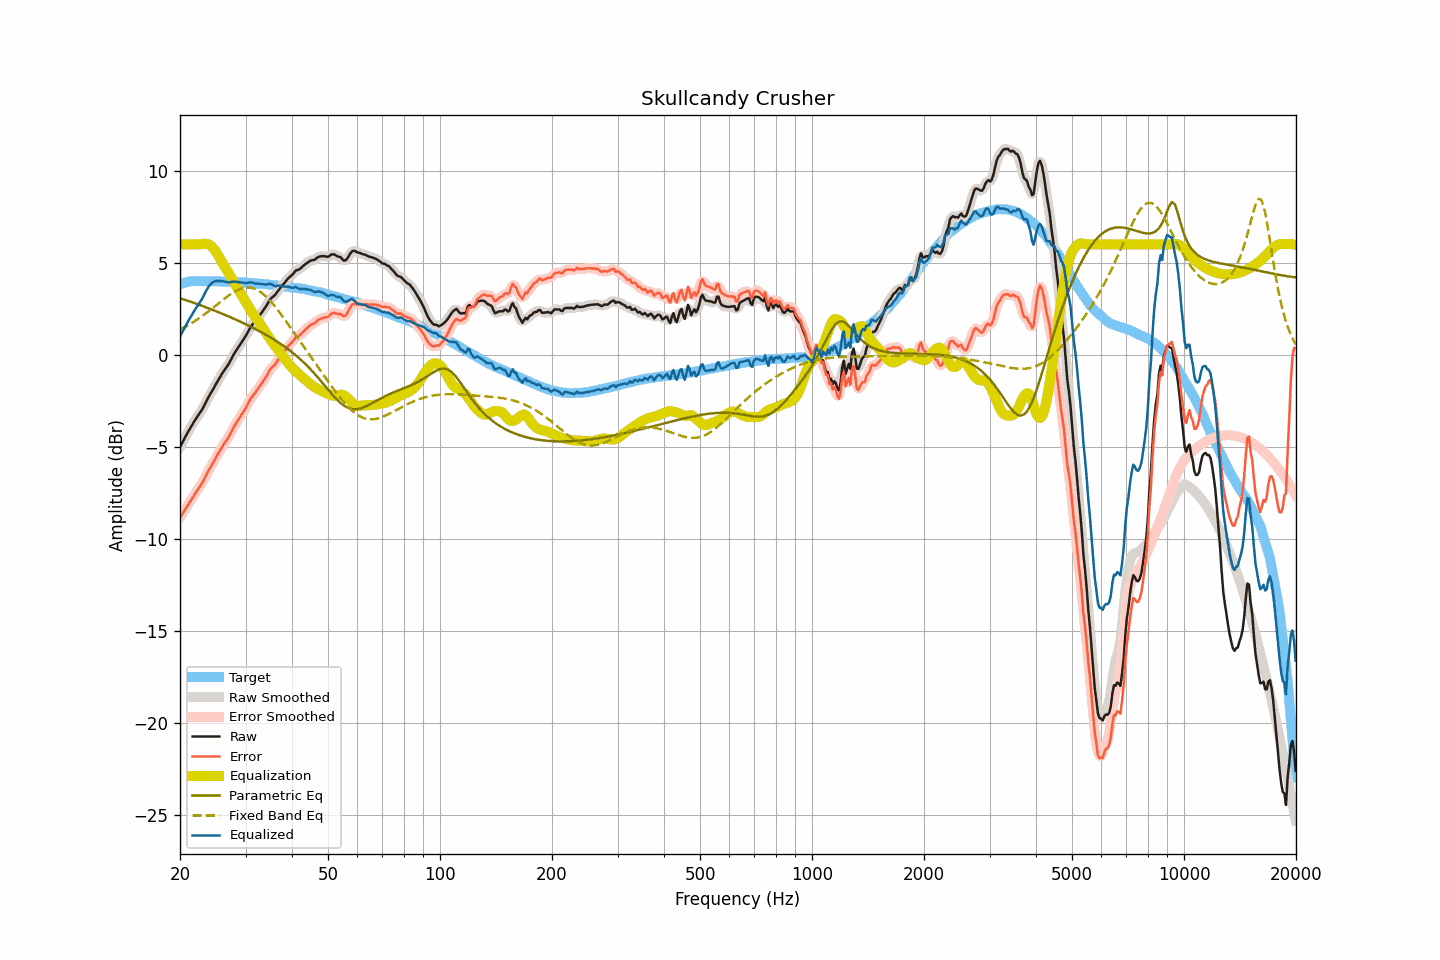 Skullcandy Crusher
Amplitude (dBr)
10
5
0
−5
−10
−15
−20
−25
Target
Raw Smoothed
Error Smoothed
Raw
Error
Equalization
Parametric Eq
Fixed Band Eq
Equalized
20 50 100 200 500 1000 2000 5000 10000 20000
Frequency (Hz)